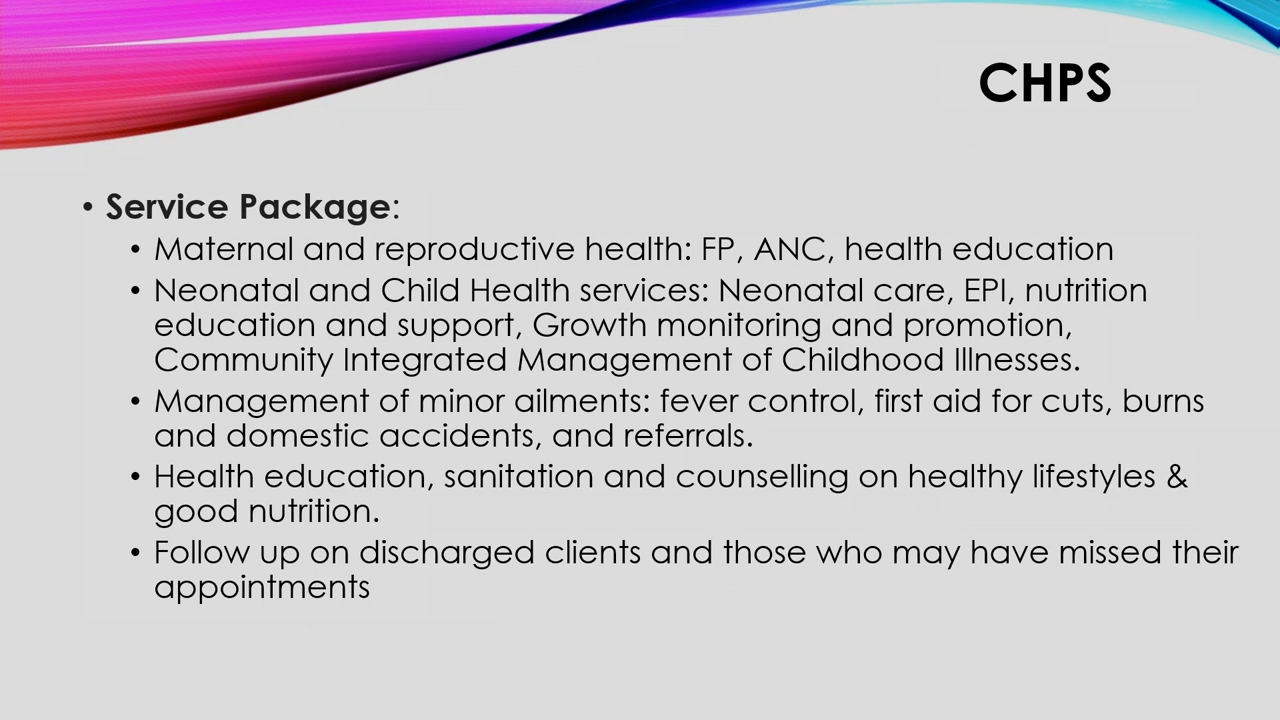 CHPS
• Service Package:
• Maternal and reproductive health: FP, ANC, health education
• Neonatal and Child Health services: Neonatal care, EPI, nutrition
education and support, Growth monitoring and promotion,
Community Integrated Management of Childhood Illnesses.
• Management of minor ailments: fever control, first aid for cuts, burns
and domestic accidents, and referrals.
• Health education, sanitation and counselling on healthy lifestyles &
good nutrition.
• Follow up on discharged clients and those who may have missed their
appointments